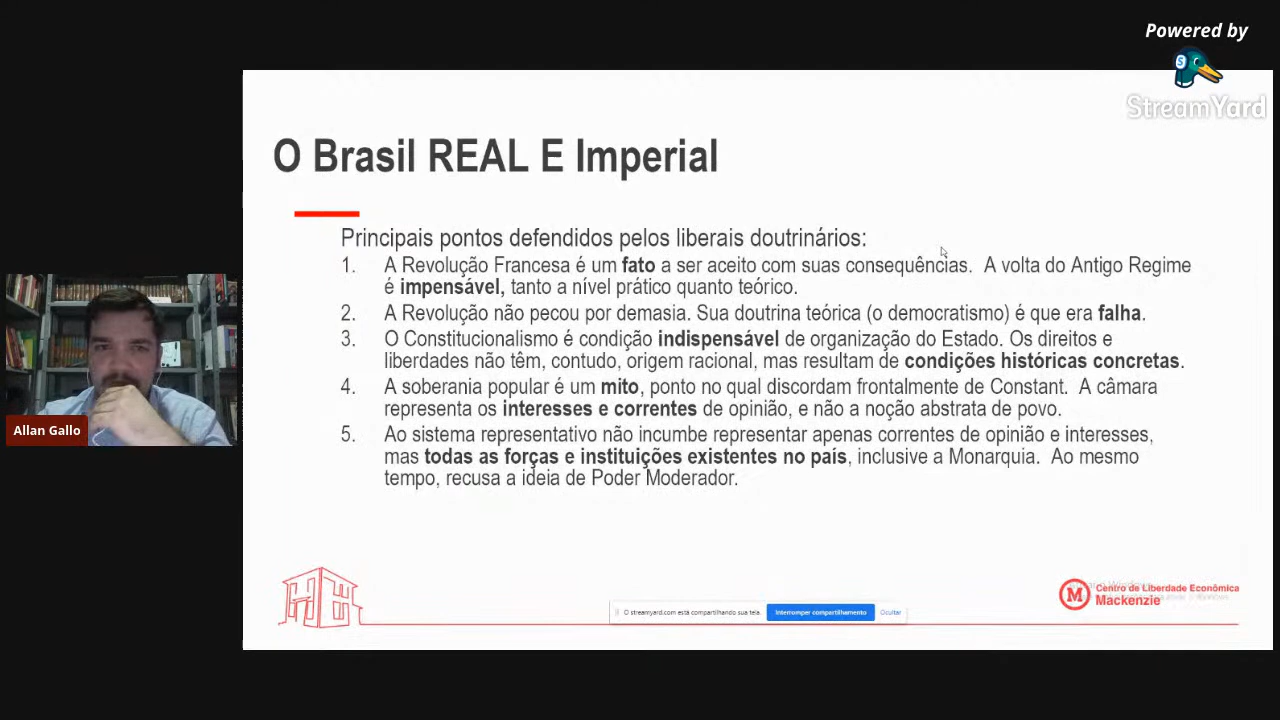 Powered by
StreamYard
O Brasil REAL E Imperial
Principais pontos defendidos pelos liberais doutrinários:
1. A Revolução Francesa é um fato a ser aceito com suas consequências. A volta do Antigo Regime
é impensável, tanto a nível prático quanto teórico.
2. A Revolução não pecou por demasia. Sua doutrina teórica (o democratismo) é que era falha.
3. O Constitucionalismo é condição indispensável de organização do Estado. Os direitos e
liberdades não têm, contudo, origem racional, mas resultam de condições históricas concretas.
4. A soberania popular é um mito, ponto no qual discordam frontalmente de Constant. A câmara
representa os interesses e correntes de opinião, e não a noção abstrata de povo.
5. Ao sistema representativo não incumbe representar apenas correntes de opinião e interesses,
mas todas as forças e instituições existentes no país, inclusive a Monarquia. Ao mesmo
tempo, recusa a ideia de Poder Moderador.
Allan Gallo
M Centro de Liberdade Econômica
Mackenzie
O streamyard.com está compartilhando sua tela. Interromper compartilhamento Ocultar